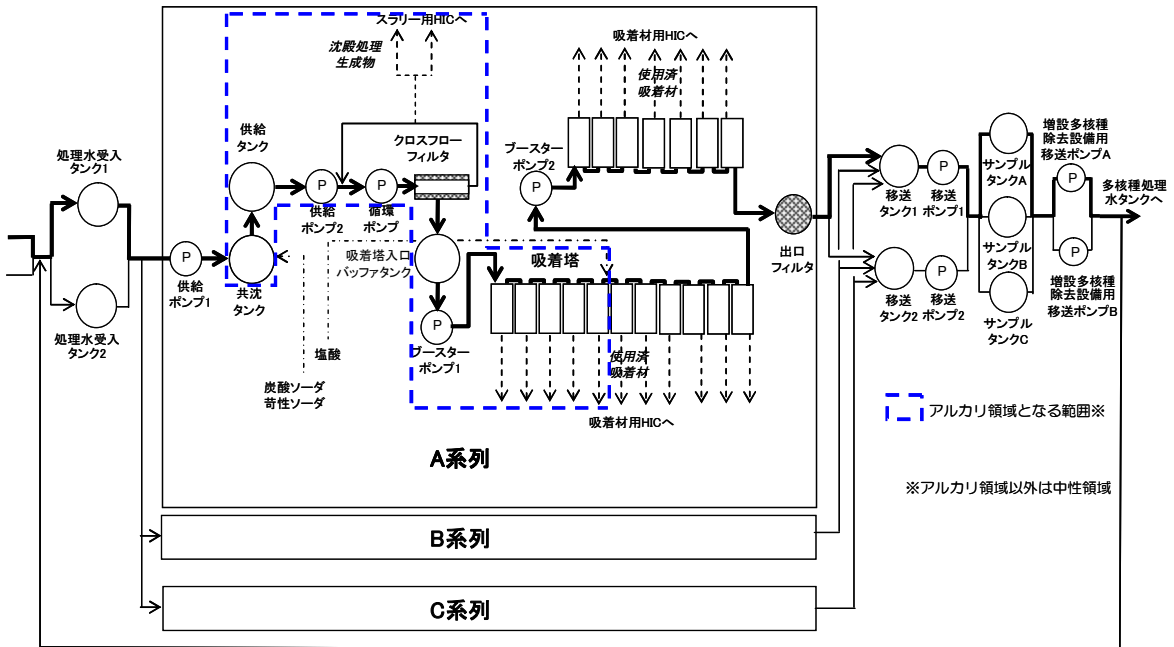 スラリー用HICへ
沈殿処理
生成物
供給
タンク
クロスフロー
フィルタ
P
供給
ポンプ2
P
循環
ポンプ
処理水受入
タンク1
処理水受入
タンク2
P
供給
ポンプ1
共沈
タンク
吸着塔入口
バッファタンク
塩酸
炭酸ソーダ
苛性ソーダ
P
ブースター
ポンプ1
吸着塔
使用済
吸着材
吸着材用HICへ
吸着材用HICへ
使用済
吸着材
ブースター
ポンプ2
P
出口
フィルタ
A系列
B系列
C系列
移送
タンク1
P
移送
ポンプ1
移送
タンク2
P
移送
ポンプ2
サンプル
タンクA
サンプル
タンクB
サンプル
タンクC
増設多核種
除去設備用
移送ポンプA
P
P
増設多核種
除去設備用
移送ポンプB
多核種処理
水タンクへ
アルカリ領域となる範囲※
※アルカリ領域以外は中性領域